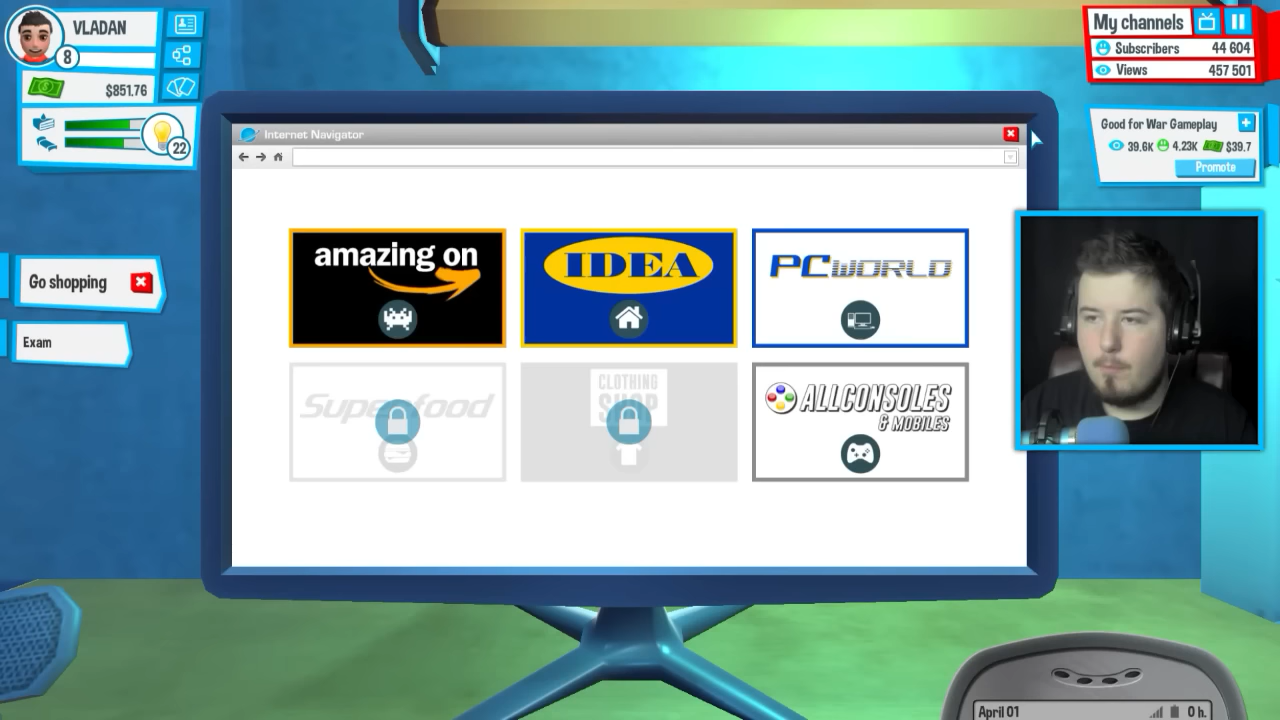 VLADAN
8
$851.76
22
My channels
Subscribers 44 604
Views 457 501
Good for War Gameplay
39.6K 4.23K $39.7
Promote
Internet Navigator
Go shopping
Exam
amazing on
IDEA
PC WORLD
Superfood
CLOTHING
SHOP
ALLCONSOLES
& MOBILES
April 01 0 h.